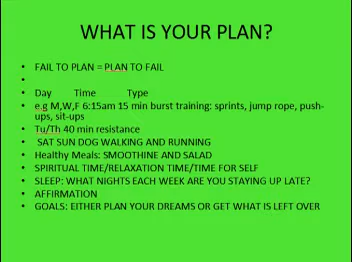 WHAT IS YOUR PLAN?
• FAIL TO PLAN = PLAN TO FAIL
•
• Day Time Type
• e.g M,W,F 6:15am 15 min burst training: sprints, jump rope, push-
ups, sit-ups
• Tu/Th 40 min resistance
• SAT SUN DOG WALKING AND RUNNING
• Healthy Meals: SMOOTHINE AND SALAD
• SPIRITUAL TIME/RELAXATION TIME/TIME FOR SELF
• SLEEP: WHAT NIGHTS EACH WEEK ARE YOU STAYING UP LATE?
• AFFIRMATION
• GOALS: EITHER PLAN YOUR DREAMS OR GET WHAT IS LEFT OVER